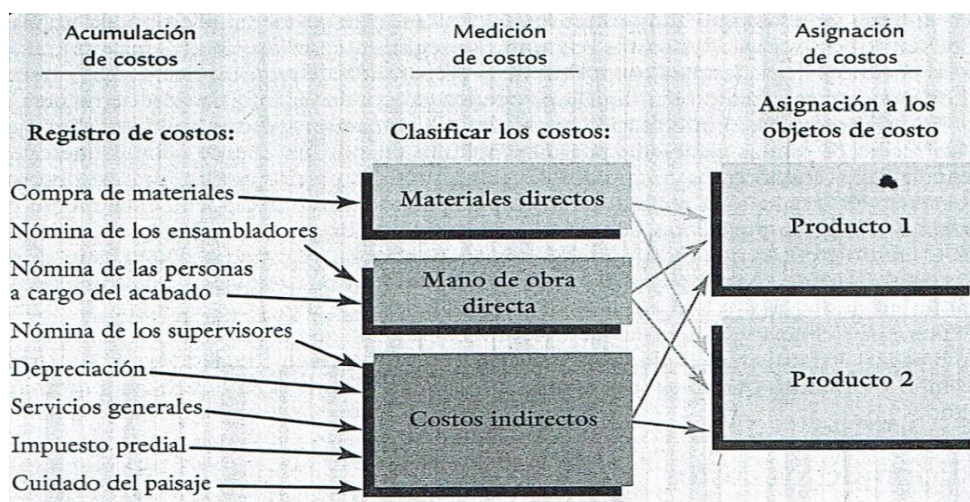 Acumulación
de costos
Registro de costos:
Compra de materiales
Nómina de los ensambladores
Nómina de las personas
a cargo del acabado
Nómina de los supervisores
Depreciación
Servicios generales
Impuesto predial
Cuidado del paisaje
Medición
de costos
Clasificar los costos:
Materiales directos
Mano de obra
directa
Costos indirectos
Asignación
de costos
Asignación a los
objetos de costo
Producto 1
Producto 2